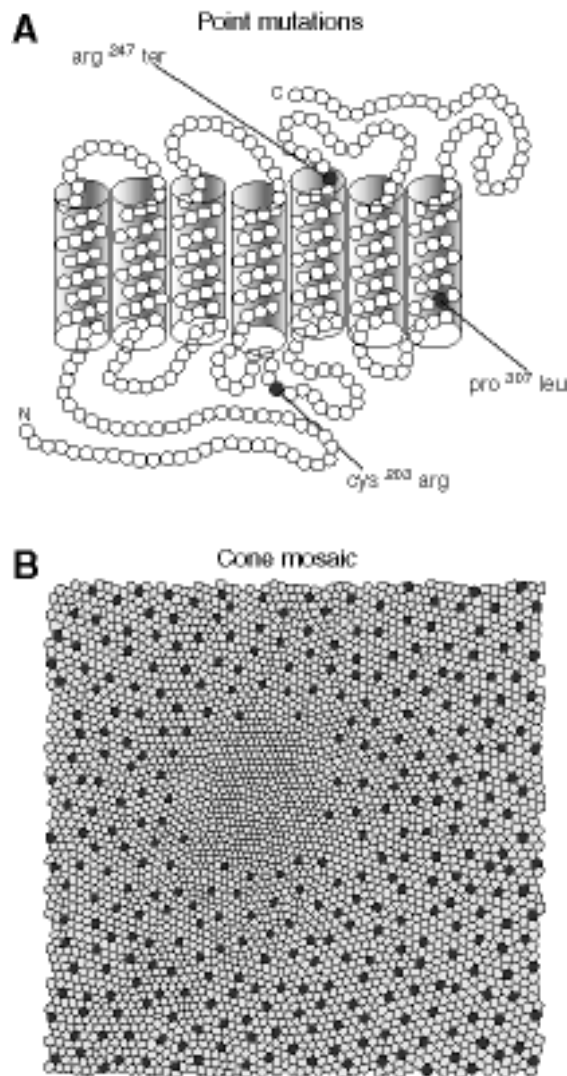 A
Point mutations
arg 247 ter
C
N
pro 307 leu
cys 203 arg
B
Cone mosaic